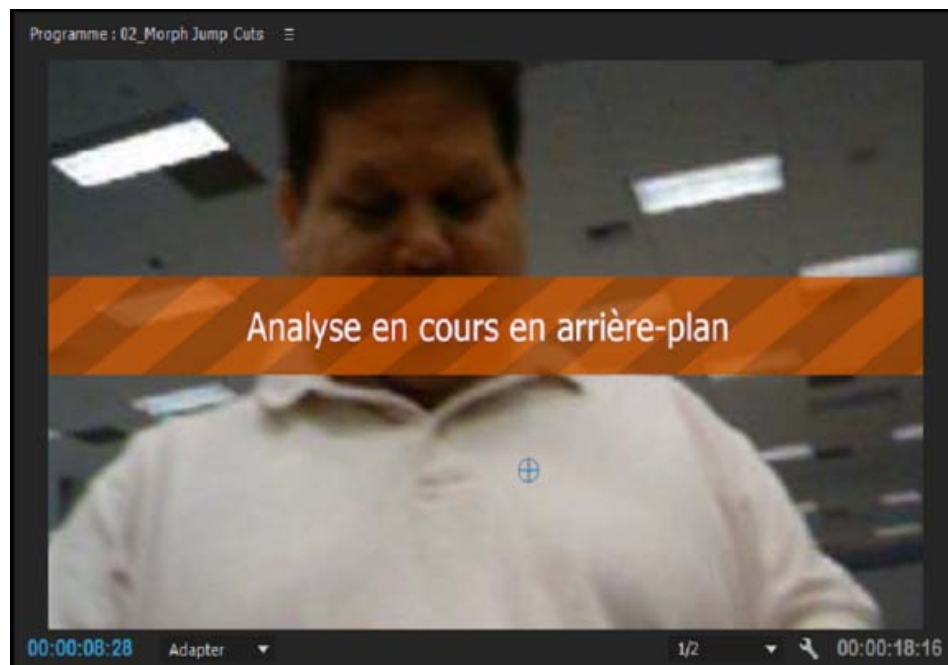 Programme : 02_Morph Jump Cuts
Analyse en cours en arrière-plan
00:00:08:28 Adapter 1/2 00:00:18:16